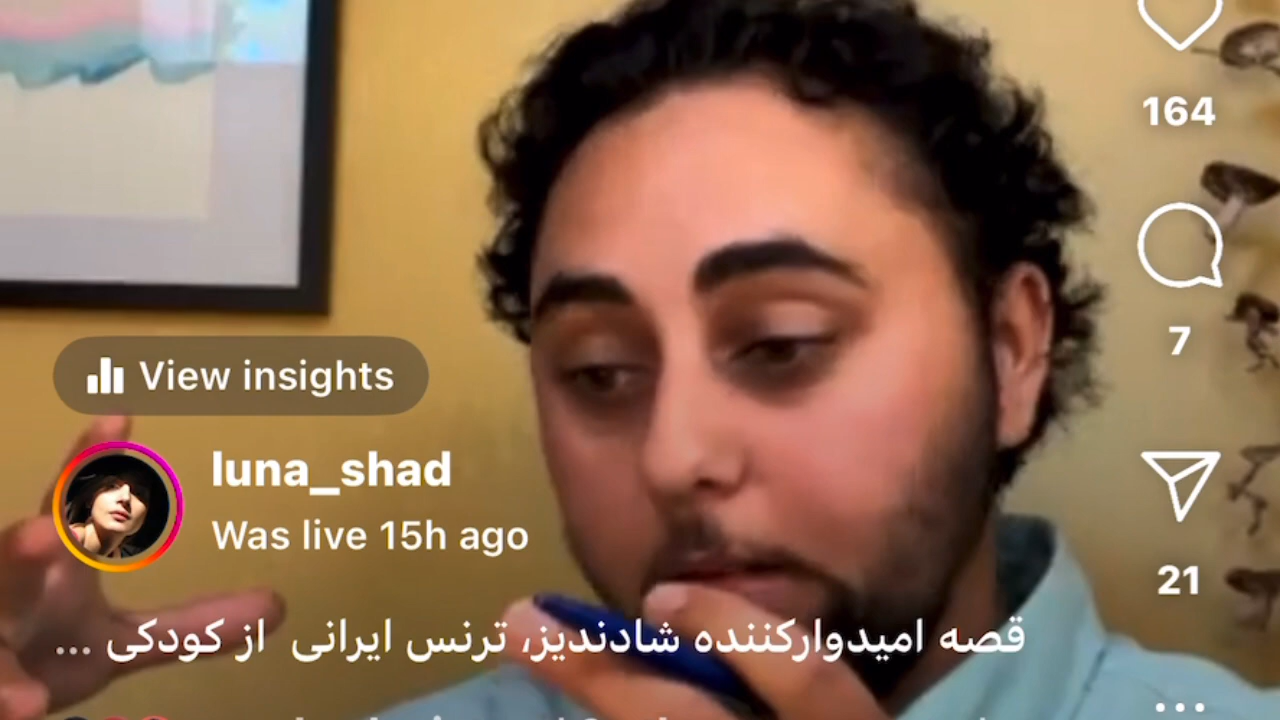 164
7
View insights
luna_shad
Was live 15h ago
21
قصه امیدوارکننده شادندیز، ترنس ایرانی از کودکی ...